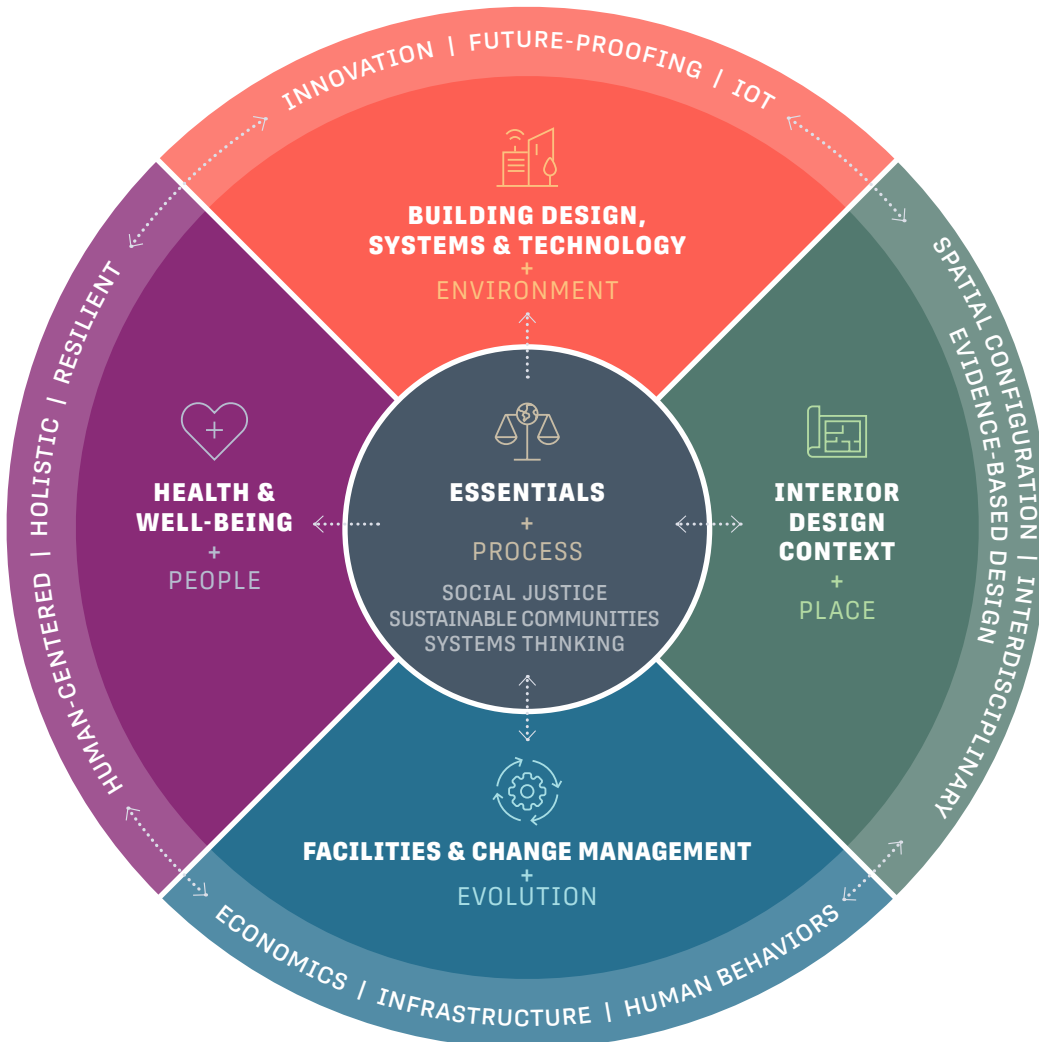 INNOVATION | FUTURE-PROOFING | IOT
BUILDING DESIGN,
SYSTEMS & TECHNOLOGY
+
ENVIRONMENT
HUMAN-CENTERED | HOLISTIC | RESILIENT
HEALTH &
WELL-BEING
+
PEOPLE
ESSENTIALS
+
PROCESS
SOCIAL JUSTICE
SUSTAINABLE COMMUNITIES
SYSTEMS THINKING
INTERIOR
DESIGN
CONTEXT
+
PLACE
SPATIAL CONFIGURATION | INTERDISCIPLINARY
EVIDENCE-BASED DESIGN
FACILITIES & CHANGE MANAGEMENT
+
EVOLUTION
ECONOMICS | INFRASTRUCTURE | HUMAN BEHAVIORS